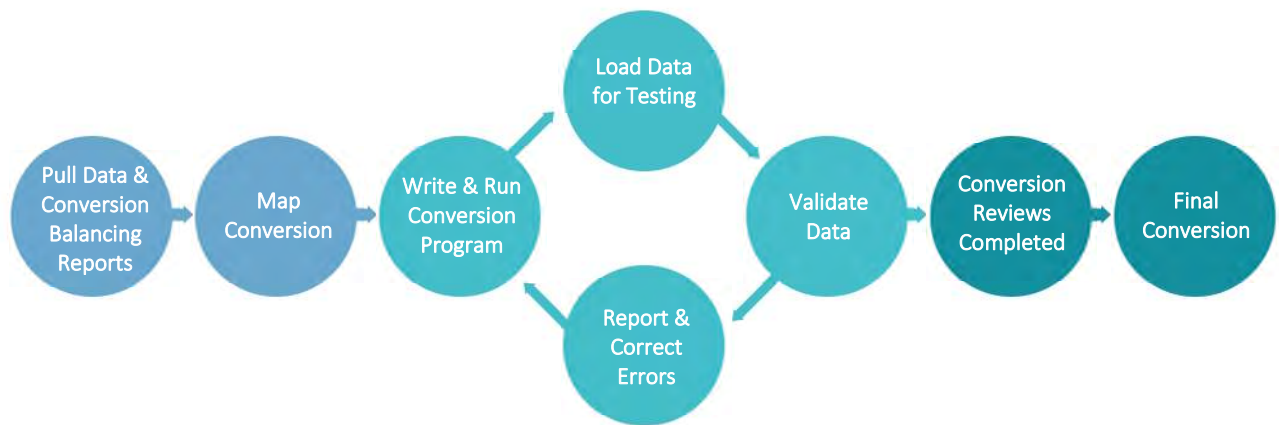 Pull Data &
Conversion
Balancing
Reports
Map
Conversion
Write & Run
Conversion
Program
Load Data
for Testing
Validate
Data
Report &
Correct
Errors
Conversion
Reviews
Completed
Final
Conversion